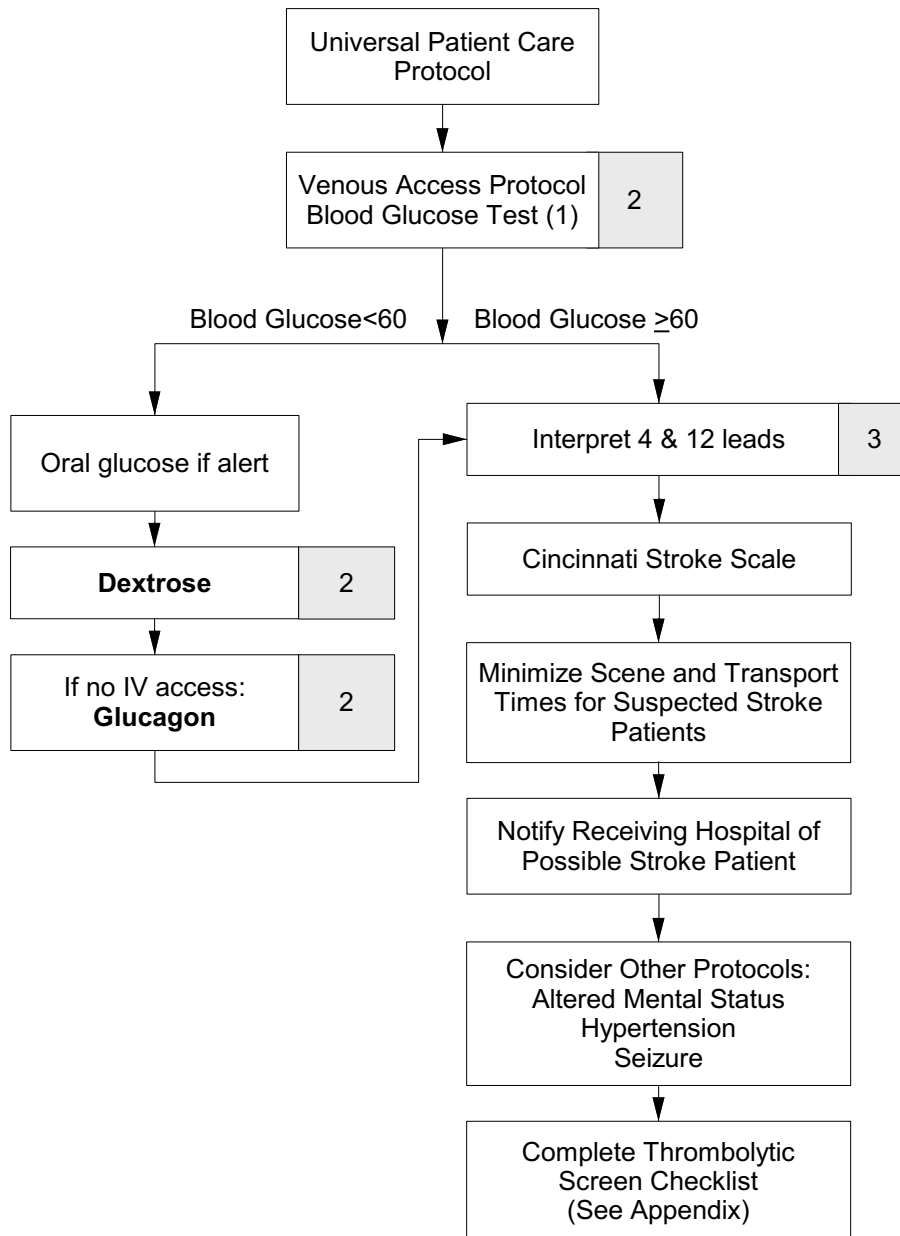 Universal Patient Care
Protocol
Venous Access Protocol
Blood Glucose Test (1)
2
Blood Glucose<60
Blood Glucose ≥60
Oral glucose if alert
Dextrose
2
If no IV access:
Glucagon
2
Interpret 4 & 12 leads
3
Cincinnati Stroke Scale
Minimize Scene and Transport
Times for Suspected Stroke
Patients
Notify Receiving Hospital of
Possible Stroke Patient
Consider Other Protocols:
Altered Mental Status
Hypertension
Seizure
Complete Thrombolytic
Screen Checklist
(See Appendix)